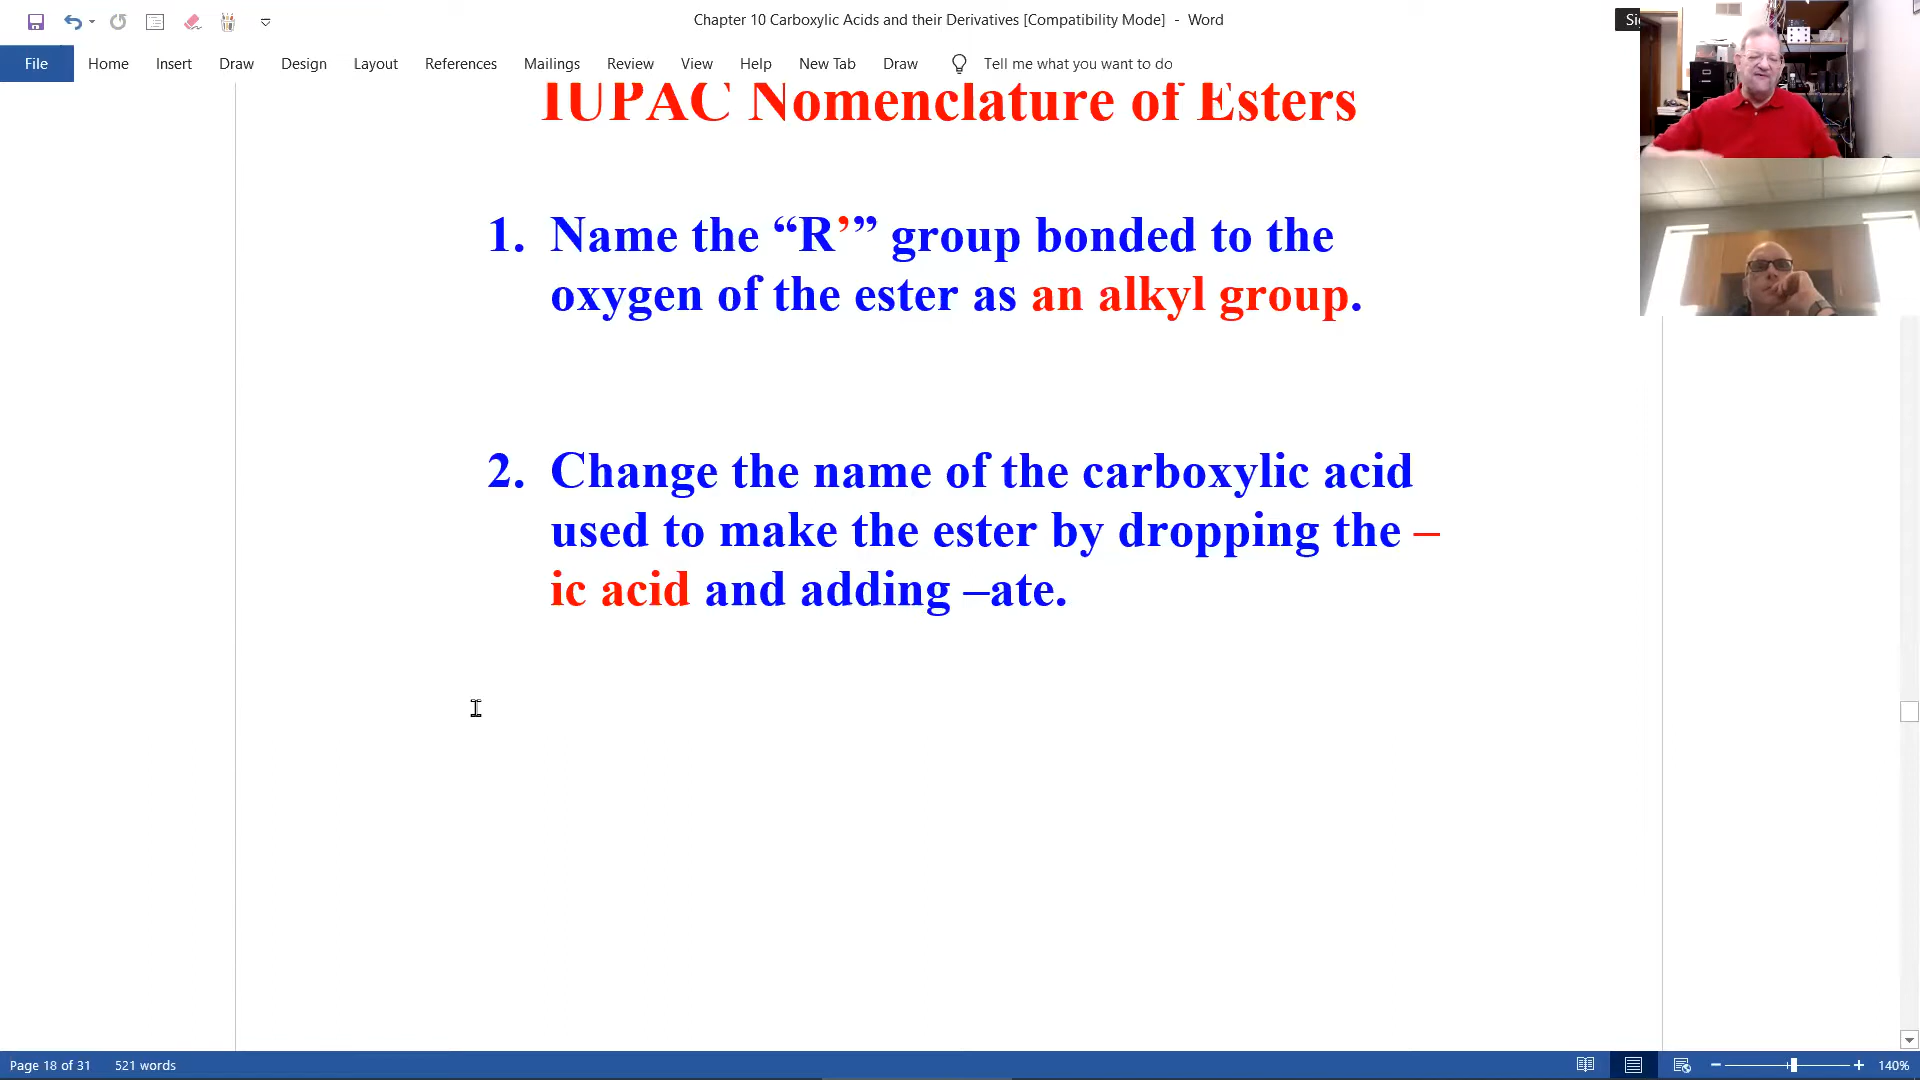 Chapter 10 Carboxylic Acids and their Derivatives [Compatibility Mode] - Word
File Home Insert Draw Design Layout References Mailings Review View Help New Tab Draw Tell me what you want to do
IUPAC Nomenclature of Esters
1. Name the “R’” group bonded to the
oxygen of the ester as an alkyl group.
2. Change the name of the carboxylic acid
used to make the ester by dropping the –
ic acid and adding –ate.
Page 18 of 31 521 words 140%